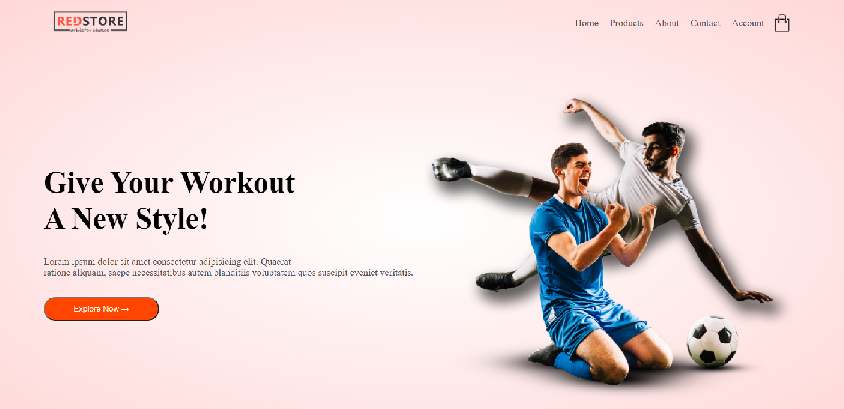 REDSTORE
Home
Products
About
Contact
Account
Give Your Workout
A New Style!
Lorem ipsum dolor sit amet consectetur adipisicing elit. Quaerat
ratione aliquam, saepe necessitatibus autem blanditiis voluptatem quos suscipit eveniet veritatis.
Explore Now →